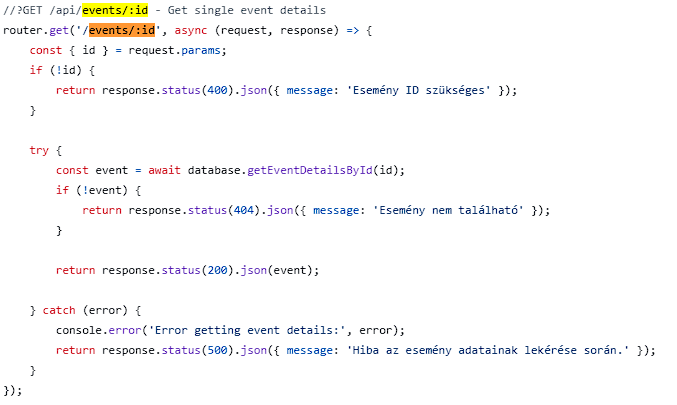 //?GET /api/events/:id - Get single event details
router.get('/events/:id', async (request, response) => {
    const { id } = request.params;
    if (!id) {
        return response.status(400).json({ message: 'Esemény ID szükséges' });
    }

    try {
        const event = await database.getEventDetailsById(id);
        if (!event) {
            return response.status(404).json({ message: 'Esemény nem található' });
        }

        return response.status(200).json(event);

    } catch (error) {
        console.error('Error getting event details:', error);
        return response.status(500).json({ message: 'Hiba az esemény adatainak lekérése során.' });
    }
});